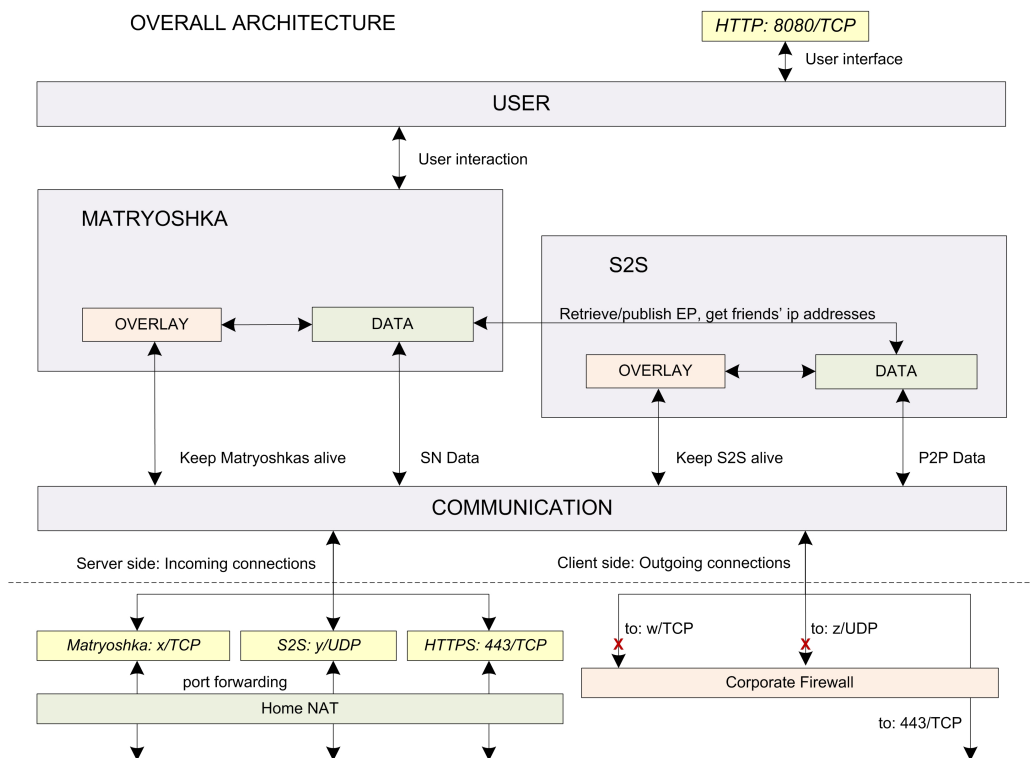 OVERALL ARCHITECTURE
HTTP: 8080/TCP
User interface
USER
User interaction
MATRYOSHKA
S2S
OVERLAY
DATA
Retrieve/publish EP, get friends' ip addresses
OVERLAY
DATA
Keep Matryoshkas alive
SN Data
Keep S2S alive
P2P Data
COMMUNICATION
Server side: Incoming connections
Client side: Outgoing connections
Matryoshka: x/TCP
S2S: y/UDP
HTTPS: 443/TCP
to: w/TCP
to: z/UDP
X
X
port forwarding
Corporate Firewall
Home NAT
to: 443/TCP